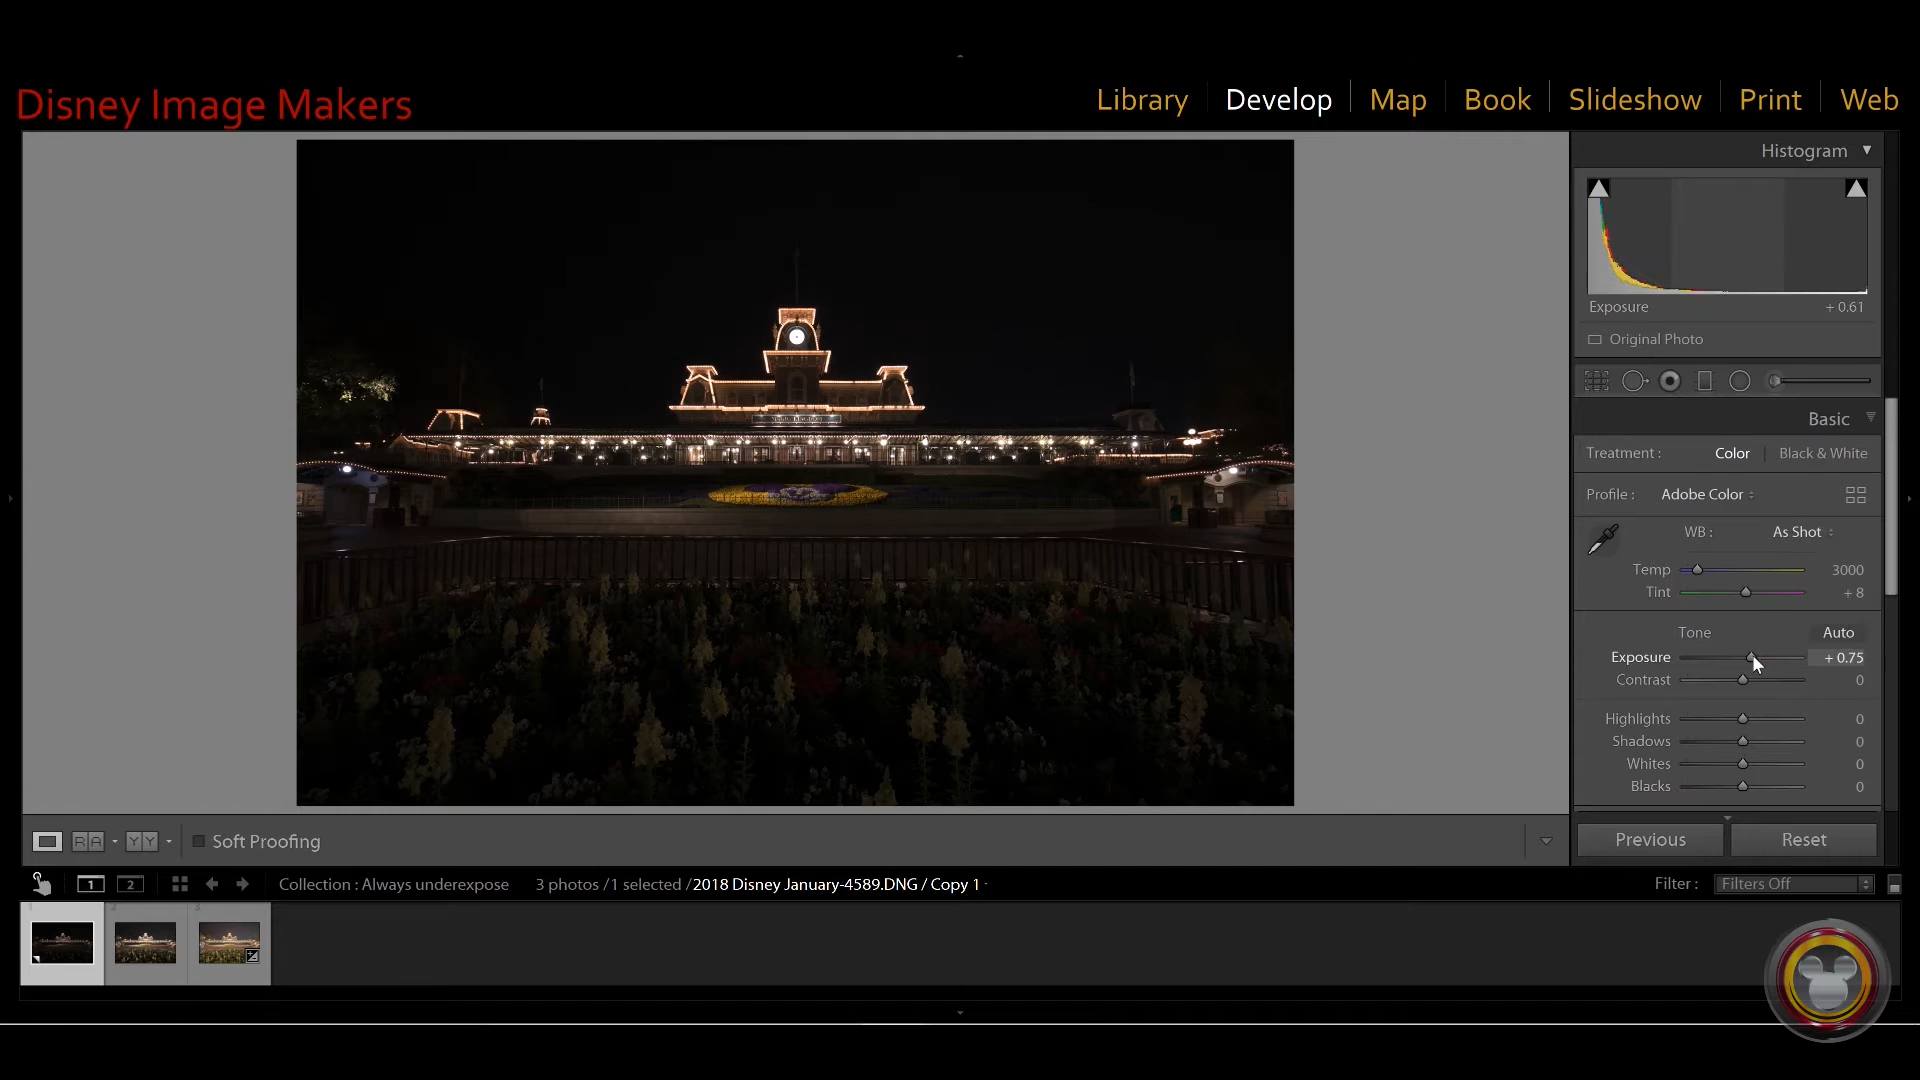 Disney Image Makers
Library Develop Map Book Slideshow Print Web
Histogram
Exposure + 0.61
Original Photo
Basic
Treatment : Color Black & White
Profile : Adobe Color
WB : As Shot
Temp 3000
Tint + 8
Tone Auto
Exposure + 0.75
Contrast 0
Highlights 0
Shadows 0
Whites 0
Blacks 0
Previous Reset
R A Y Y Soft Proofing
1 2 Collection : Always underexpose 3 photos / 1 selected / 2018 Disney January-4589.DNG / Copy 1
Filter : Filters Off